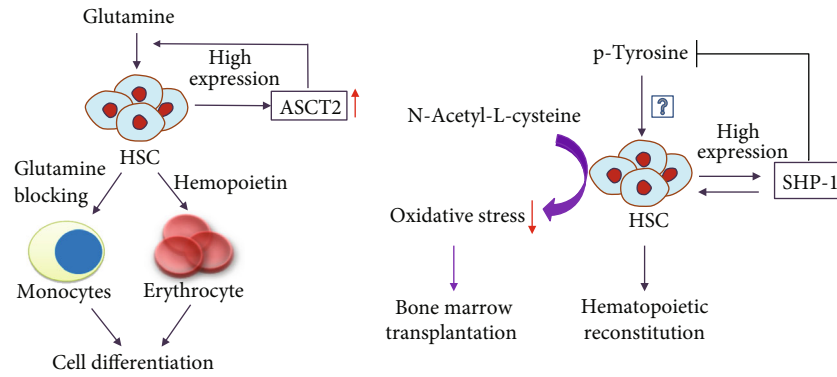 Glutamine
High
expression
ASCT2
HSC
Glutamine
blocking
Hemopoietin
Monocytes
Erythrocyte
Cell differentiation
p-Tyrosine
?
N-Acetyl-L-cysteine
High
expression
SHP-1
HSC
Oxidative stress
Bone marrow
transplantation
Hematopoietic
reconstitution